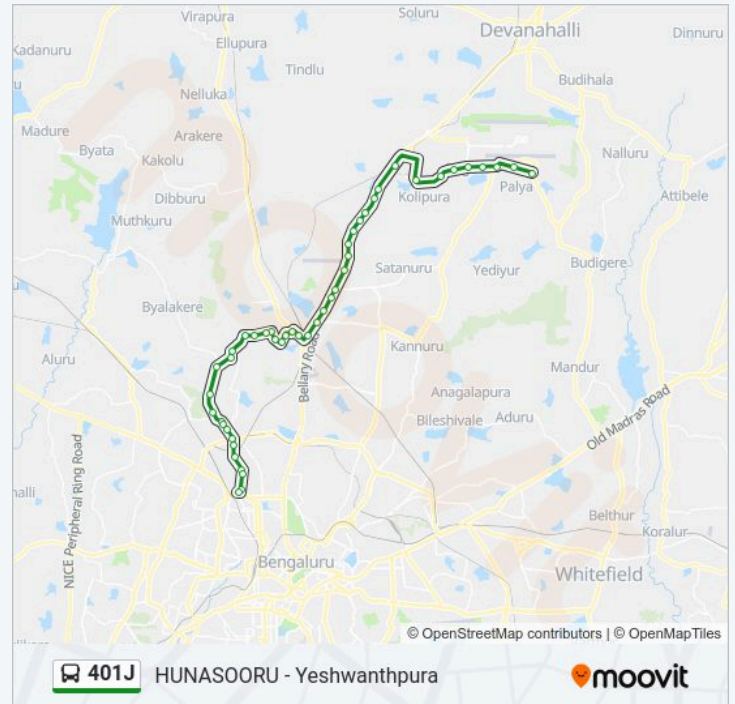 Virapura
Soluru
Devanahalli
Dinnuru
Kadanuru
Ellupura
Tindlu
Budihala
Nelluka
Madure
Arakere
Byata
Kakolu
Nalluru
Dibburu
Kolipura
Palya
Attibele
Muthkuru
Satanuru
Yediyur
Budigere
Byalakere
Aluru
Bellary Road
Kannuru
Mandur
Anagalapura
Bileshivale
Aduru
Old Madras Road
NICE Peripheral Ring Road
halli
Belthur
Koralur
Bengaluru
Whitefield
© OpenStreetMap contributors | © OpenMapTiles
401J HUNASOORU - Yeshwanthpura
moovit